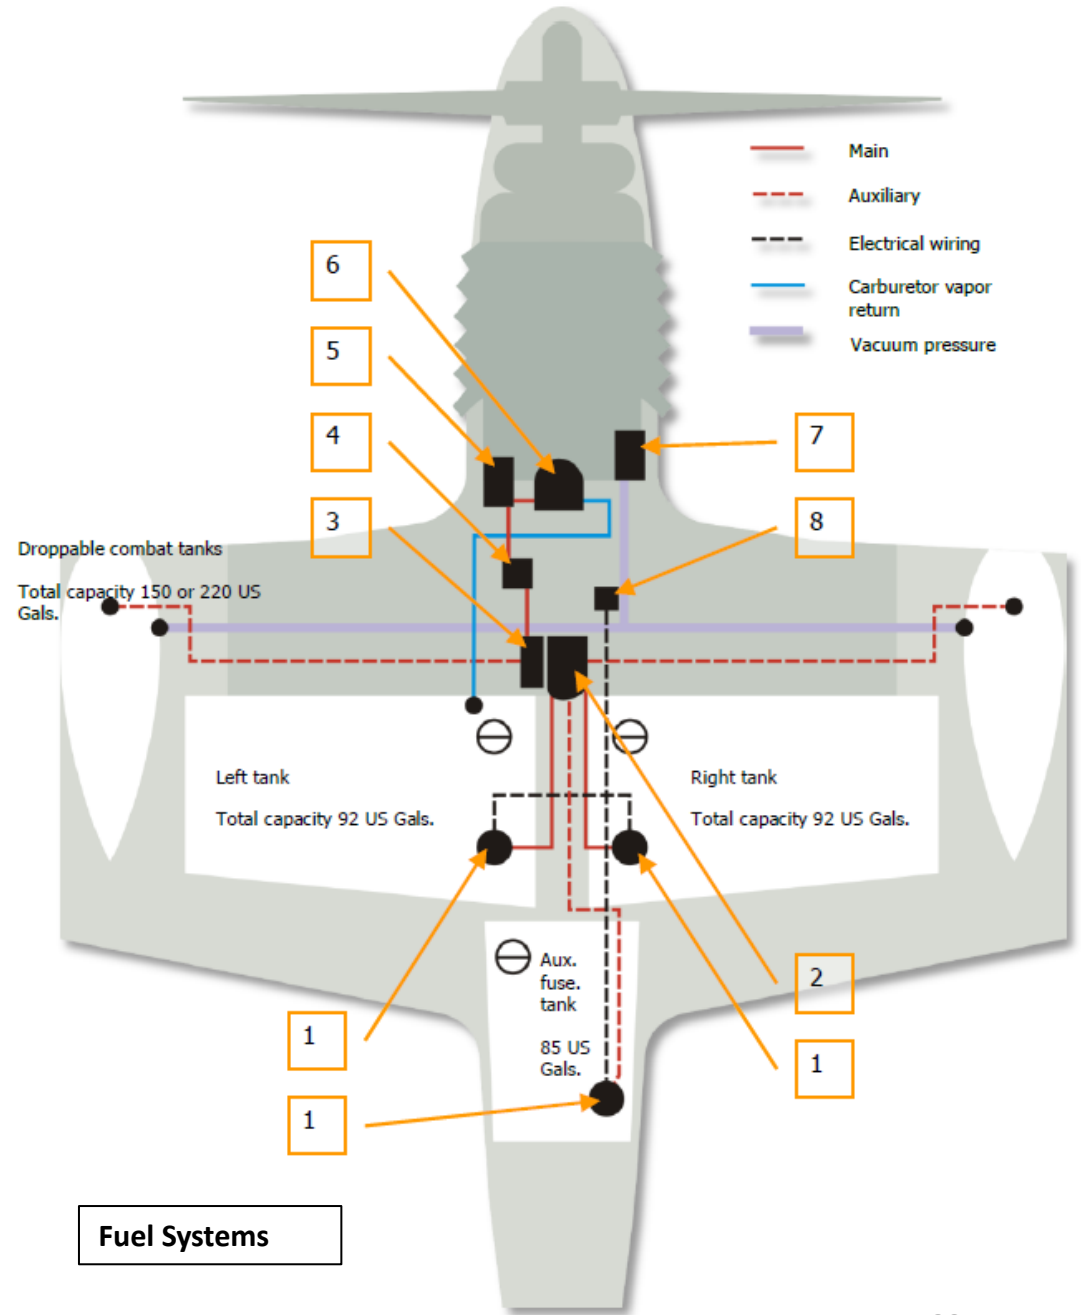 Main
Auxiliary
Electrical wiring
Carburetor vapor
return
Vacuum pressure
6
5
4
3
7
8
Droppable combat tanks
Total capacity 150 or 220 US
Gals.
Left tank
Total capacity 92 US Gals.
Right tank
Total capacity 92 US Gals.
Aux.
fuse.
tank
85 US
Gals.
2
1
1
1
Fuel Systems